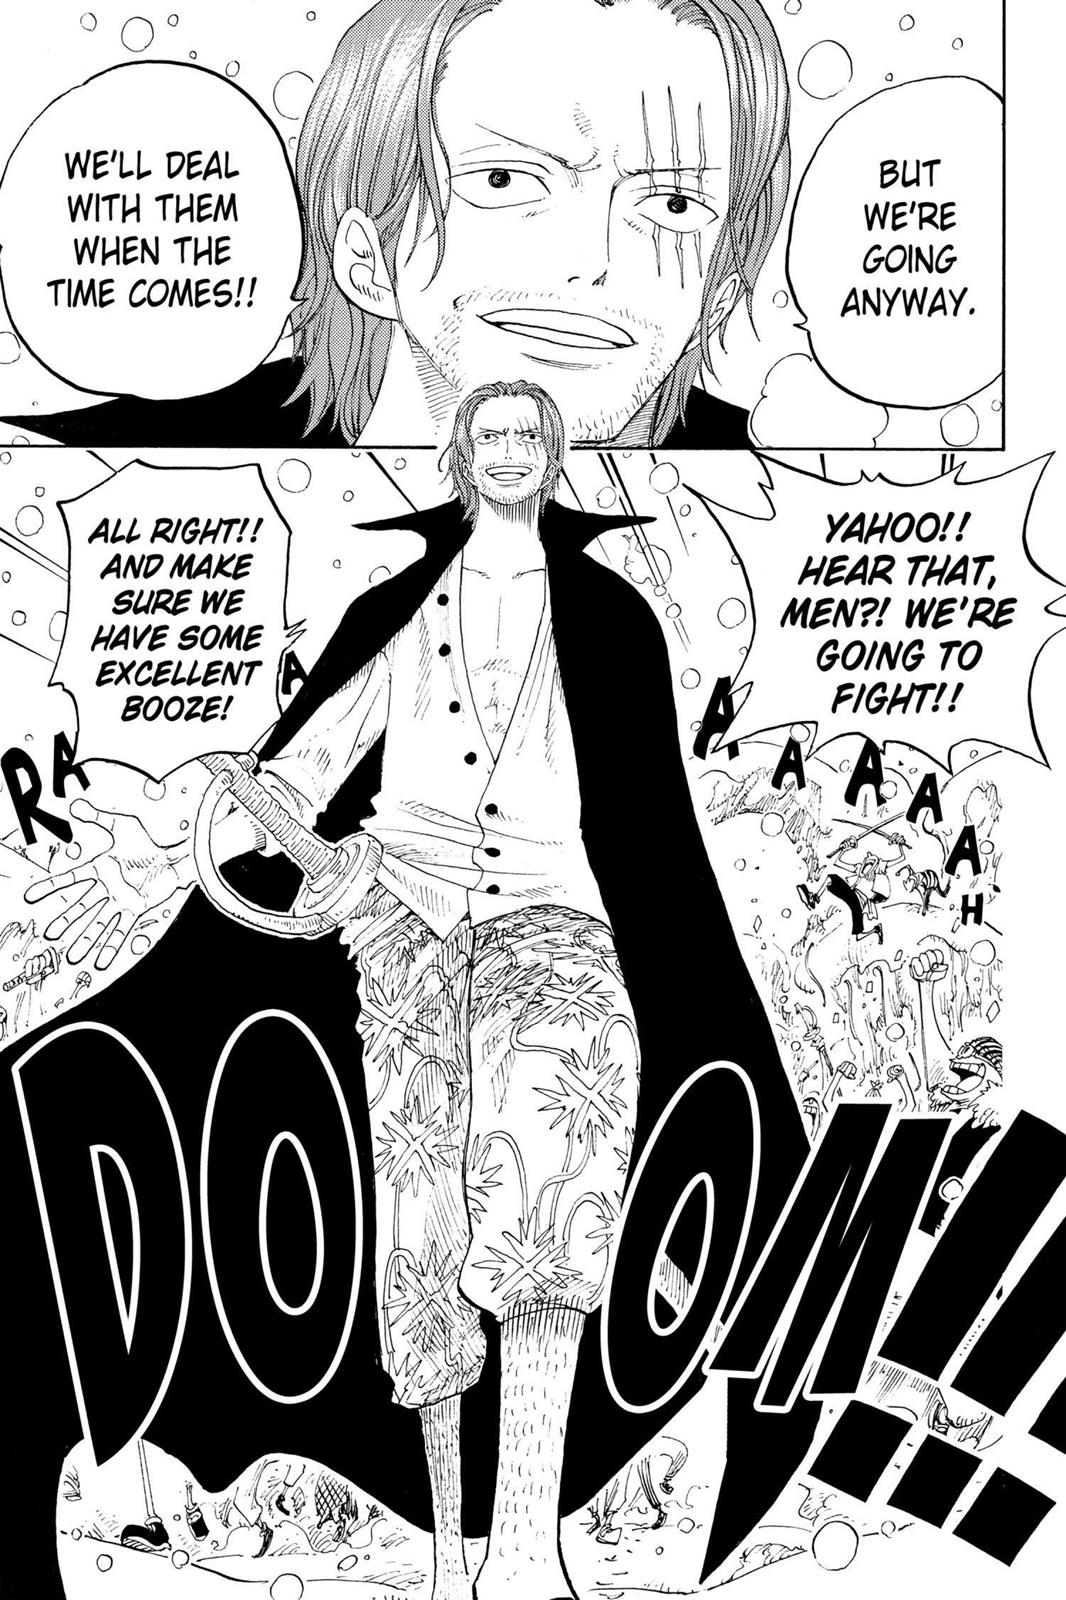 BUT
WE'RE
GOING
ANYWAY.
WE'LL DEAL
WITH THEM
WHEN THE
TIME COMES!!
YAHOO!!
HEAR THAT,
MEN?! WE'RE
GOING TO
FIGHT!!
ALL RIGHT!!
AND MAKE
SURE WE
HAVE SOME
EXCELLENT
BOOZE!
RAAAAAAAH
DOOM!!!